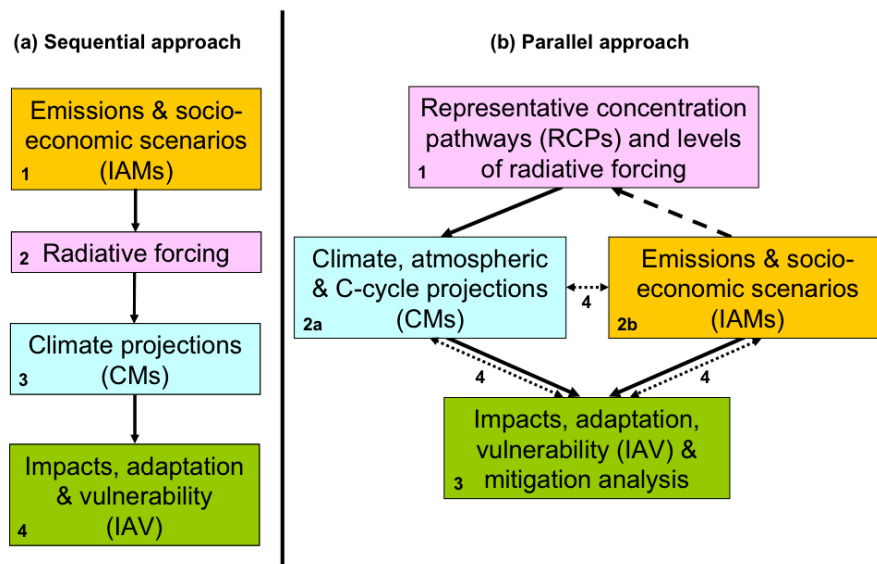 (a) Sequential approach
Emissions & socio-
economic scenarios
(IAMs)
1
2 Radiative forcing
Climate projections
(CMs)
3
Impacts, adaptation
& vulnerability
(IAV)
4
(b) Parallel approach
Representative concentration
pathways (RCPs) and levels
of radiative forcing
1
Climate, atmospheric
& C-cycle projections
(CMs)
2a
4
Emissions & socio-
economic scenarios
(IAMs)
2b
4
4
Impacts, adaptation,
vulnerability (IAV) &
mitigation analysis
3